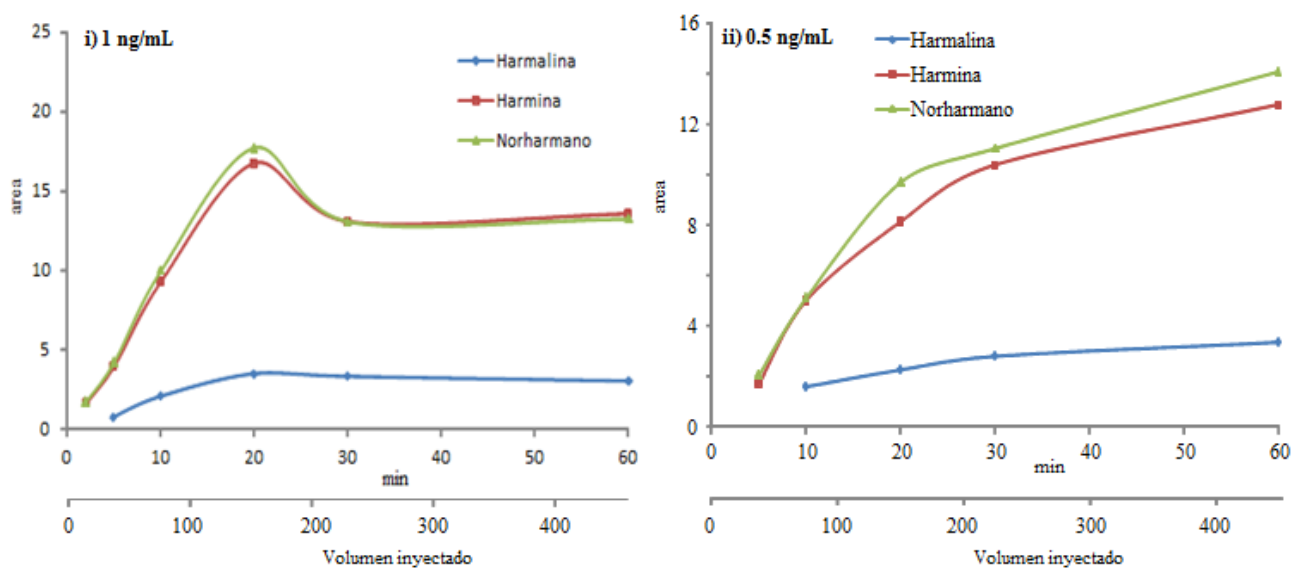 i) 1 ng/mL
Harmalina
Harmina
Norharmano
25
20
15
10
5
0
area
0 10 20 30 40 50 60
min
0 100 200 300 400
Volumen inyectado
ii) 0.5 ng/mL
Harmalina
Harmina
Norharmano
16
12
8
4
0
area
0 10 20 30 40 50 60
min
0 100 200 300 400
Volumen inyectado